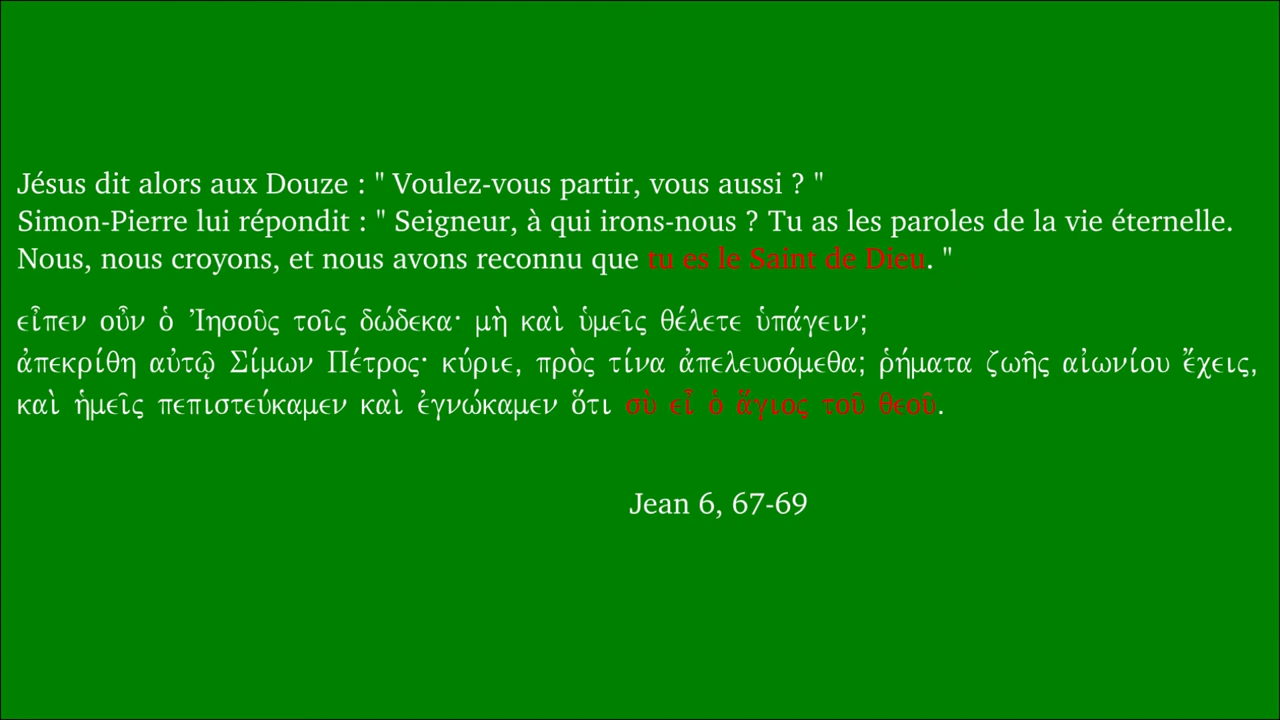 Jésus dit alors aux Douze : " Voulez-vous partir, vous aussi ? "
Simon-Pierre lui répondit : " Seigneur, à qui irons-nous ? Tu as les paroles de la vie éternelle.
Nous, nous croyons, et nous avons reconnu que tu es le Saint de Dieu. "
εἶπεν οὖν ὁ Ἰησοῦς τοῖς δώδεκα· μὴ καὶ ὑμεῖς θέλετε ὑπάγειν;
ἀπεκρίθη αὐτῷ Σίμων Πέτρος· κύριε, πρὸς τίνα ἀπελευσόμεθα; ῥήματα ζωῆς αἰωνίου ἔχεις,
καὶ ἡμεῖς πεπιστεύκαμεν καὶ ἐγνώκαμεν ὅτι σὺ εἶ ὁ ἅγιος τοῦ θεοῦ.
Jean 6, 67-69